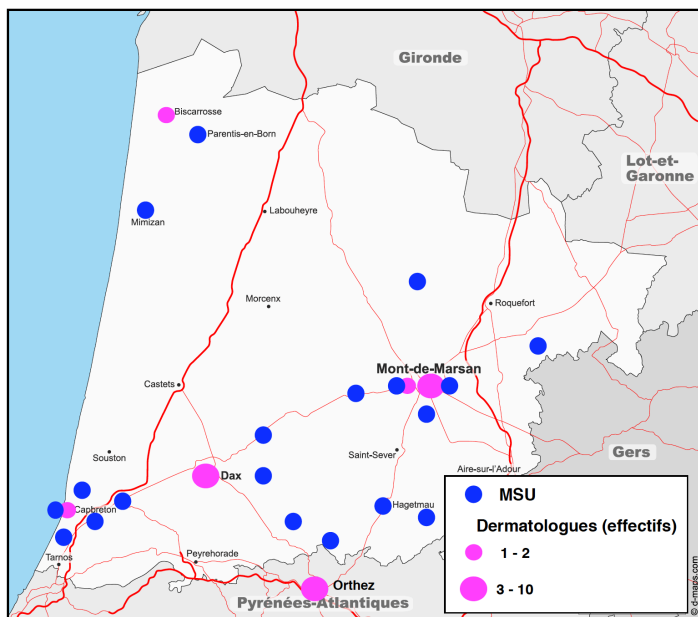 Gironde
Biscarrosse
Parentis-en-Born
Lot-et-
Garonne
Labouheyre
Mimizan
Morcenx
Roquefort
Mont-de-Marsan
Castets
Souston
Saint-Sever
Gers
Aire-sur-l'Adour
Dax
MSU
Capbreton
Hagetmau
Dermatologues (effectifs)
1 - 2
Tarnos
Peyrehorade
Orthez
3 - 10
Pyrénées-Atlantiques
© d-maps.com